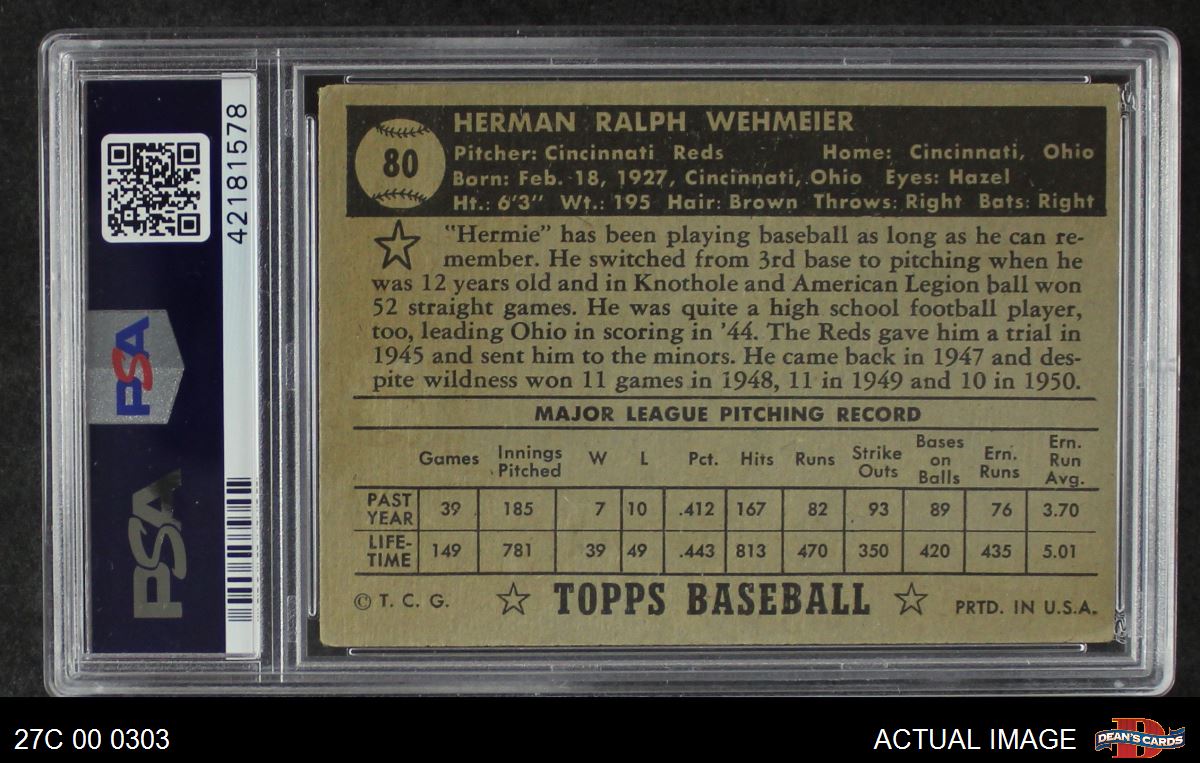 42181578
PSA
PSA
80
HERMAN RALPH WEHMEIER
Pitcher: Cincinnati Reds Home: Cincinnati, Ohio
Born: Feb. 18, 1927, Cincinnati, Ohio Eyes: Hazel
Ht.: 6'3" Wt.: 195 Hair: Brown Throws: Right Bats: Right
"Hermie" has been playing baseball as long as he can re-
member. He switched from 3rd base to pitching when he
was 12 years old and in Knothole and American Legion ball won
52 straight games. He was quite a high school football player,
too, leading Ohio in scoring in '44. The Reds gave him a trial in
1945 and sent him to the minors. He came back in 1947 and des-
pite wildness won 11 games in 1948, 11 in 1949 and 10 in 1950.
MAJOR LEAGUE PITCHING RECORD
Games Innings Pitched W L Pct. Hits Runs Strike Outs Bases on Balls Ern. Runs Ern. Run Avg.
PAST YEAR 39 185 7 10 412 167 82 93 89 76 3.70
LIFE-TIME 149 781 39 49 443 813 470 350 420 435 5.01
© T. C. G. TOPPS BASEBALL PRTD. IN U.S.A.
27C 00 0303
ACTUAL IMAGE
DEAN'S CARDS